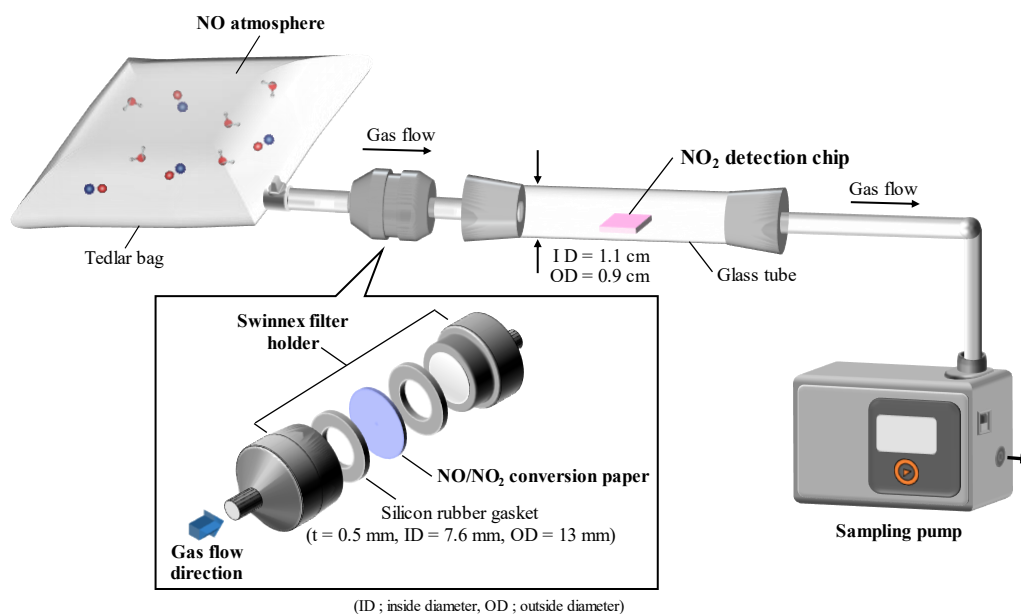 NO atmosphere
Gas flow
NO₂ detection chip
Gas flow
Tedlar bag
I D = 1.1 cm
OD = 0.9 cm
Glass tube
Swinnex filter
holder
NO/NO₂ conversion paper
Silicon rubber gasket
(t = 0.5 mm, ID = 7.6 mm, OD = 13 mm)
Gas flow
direction
Sampling pump
(ID ; inside diameter, OD ; outside diameter)